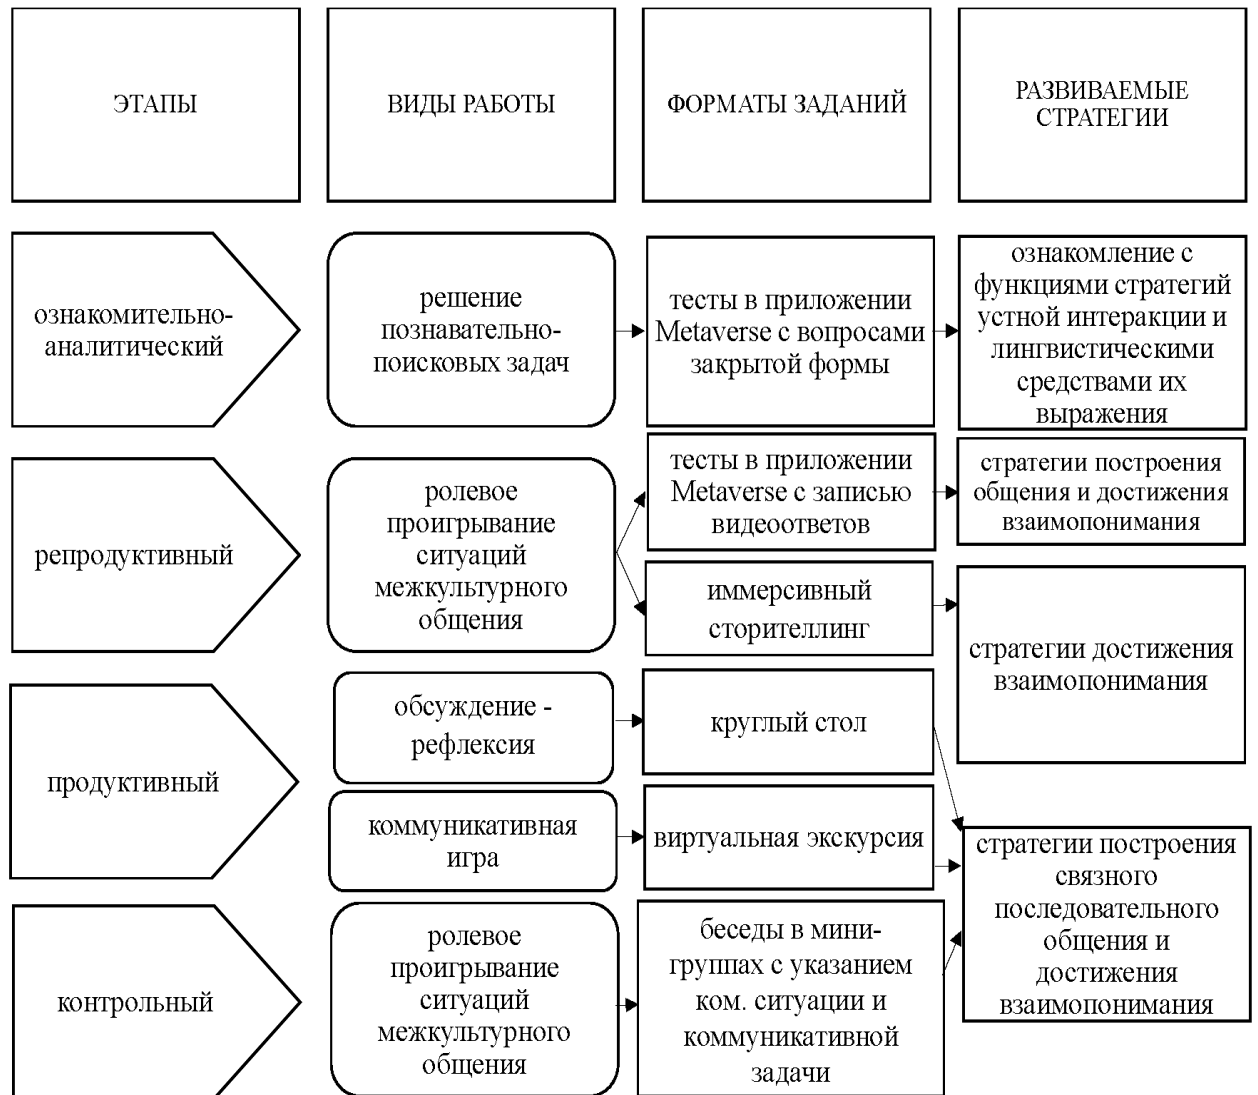 ЭТАПЫ
ВИДЫ РАБОТЫ
ФОРМАТЫ ЗАДАНИЙ
РАЗВИВАЕМЫЕ
СТРАТЕГИИ
ознакомительно-
аналитический
решение
познавательно-
поисковых задач
тесты в приложении
Metaverse с вопросами
закрытой формы
ознакомление с
функциями стратегий
устной интеракции и
лингвистическими
средствами их
выражения
репродуктивный
ролевое
проигрывание
ситуаций
межкультурного
общения
тесты в приложении
Metaverse с записью
видеоответов
стратегии построения
общения и достижения
взаимопонимания
иммерсивный
сторителлинг
стратегии достижения
взаимопонимания
продуктивный
обсуждение -
рефлексия
круглый стол
коммуникативная
игра
виртуальная экскурсия
стратегии построения
связного
последовательного
общения и
достижения
взаимопонимания
контрольный
ролевое
проигрывание
ситуаций
межкультурного
общения
беседы в мини-
группах с указанием
ком. ситуации и
коммуникативной
задачи